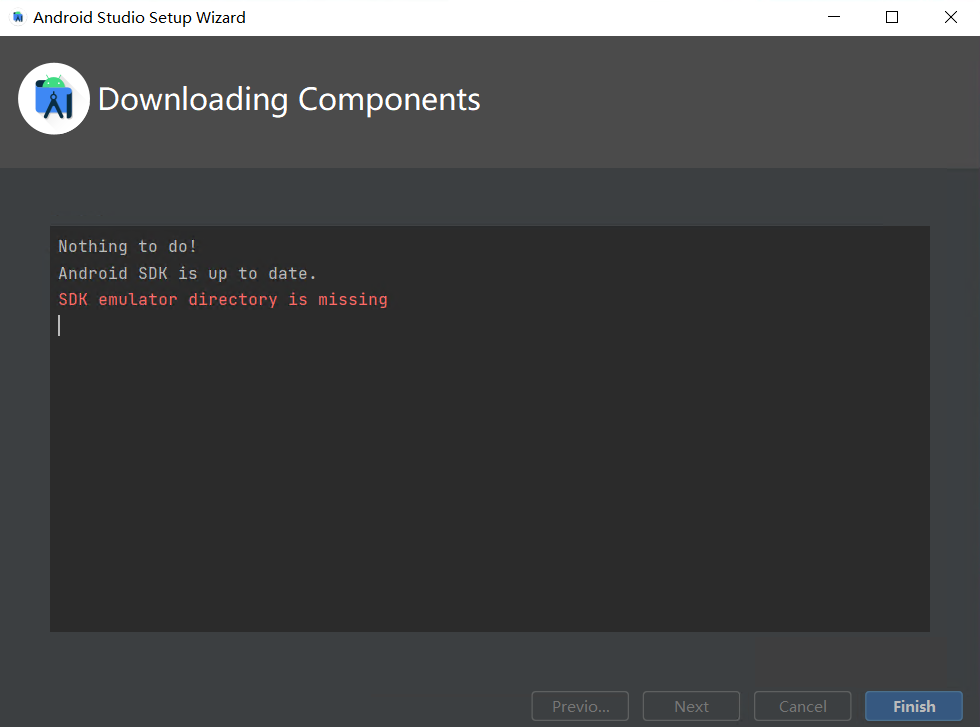 Android Studio Setup Wizard
Downloading Components
Nothing to do!
Android SDK is up to date.
SDK emulator directory is missing
Previo...
Next
Cancel
Finish